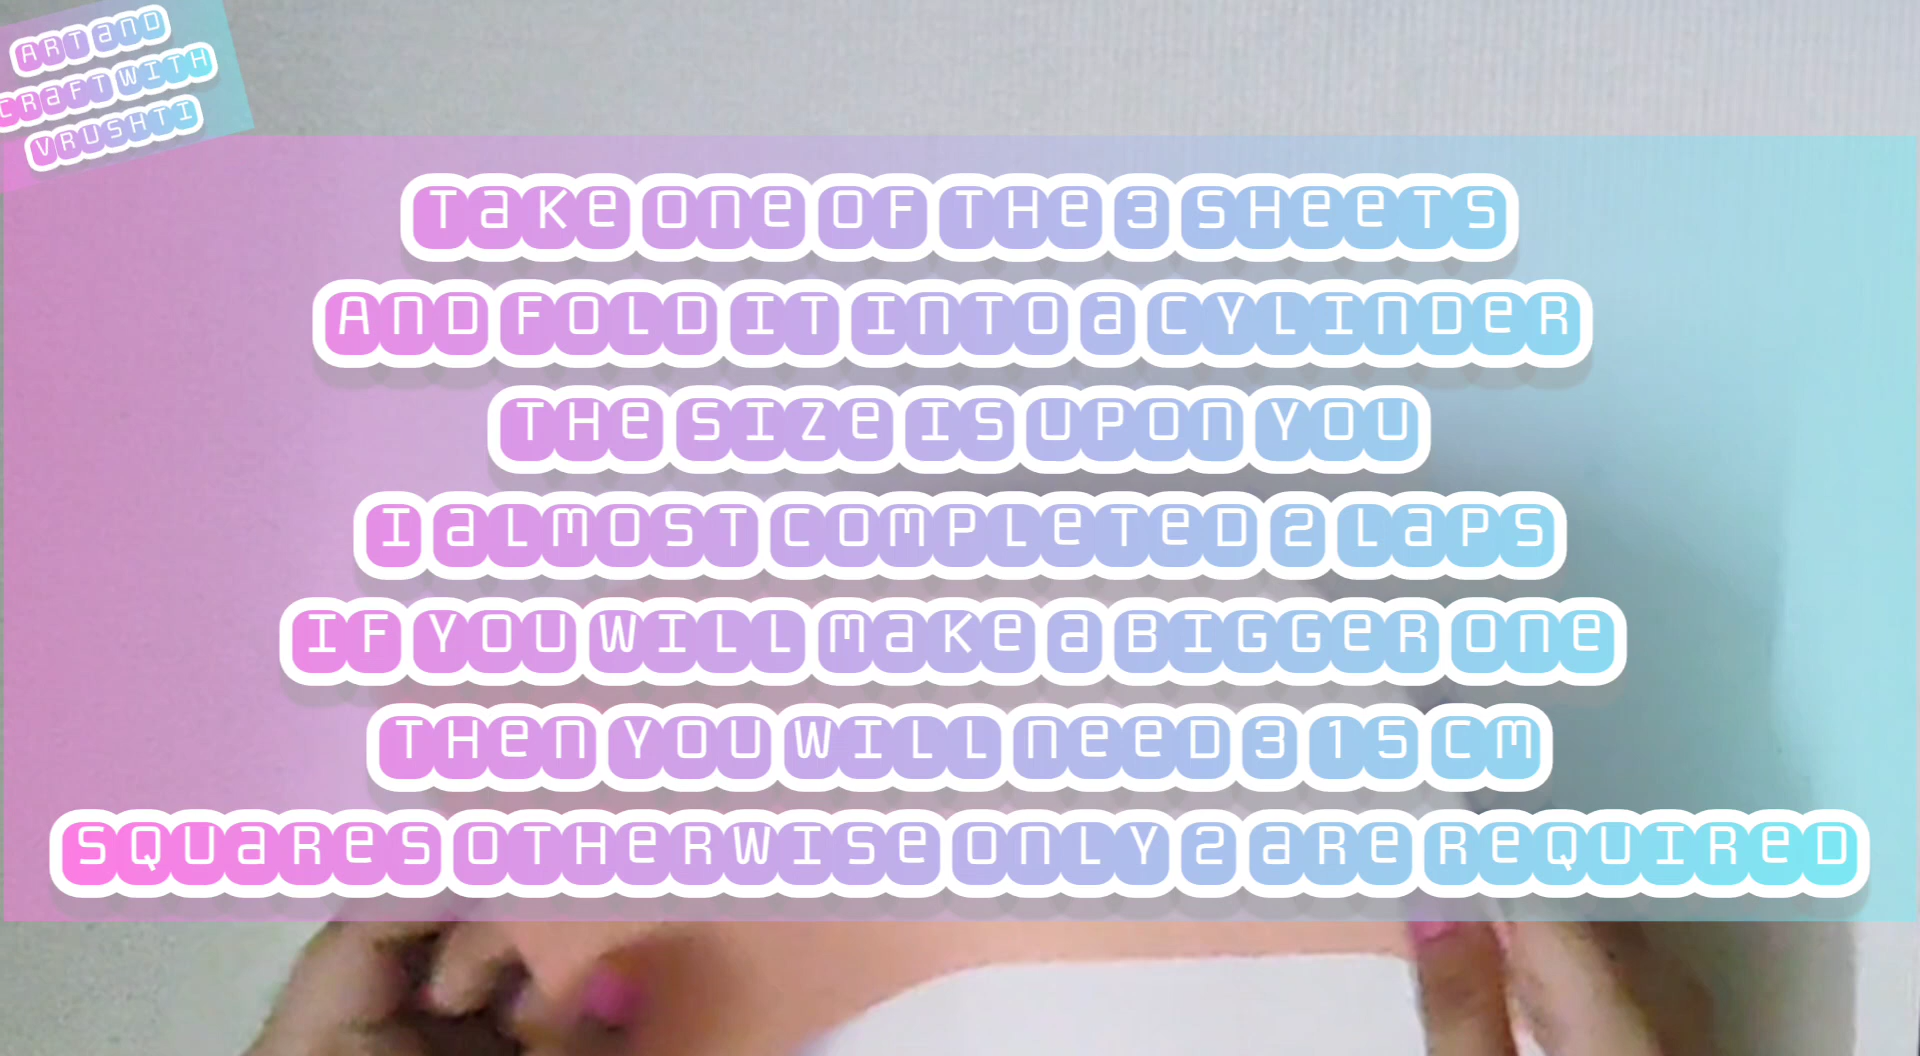 ART aND
CRaFT WITH
VRUSHTI
TaKe One OF THe 3 SHeeTS
AnD FOLD IT InTO a CYLInDeR
THe SIZe IS UPOn YOU
I aLmOST COmPLeTeD 2 LaPS
IF YOU WILL maKe a BIGGeR One
THen YOU WILL neeD 3 15 Cm
SQUaReS OTHeRWISe OnLY 2 aRe ReQUIReD